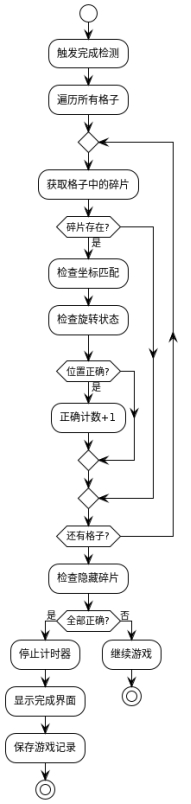 触发完成检测
遍历所有格子
获取格子中的碎片
碎片存在?
是
检查坐标匹配
检查旋转状态
位置正确?
是
正确计数+1
还有格子?
检查隐藏碎片
是
全部正确?
否
停止计时器
继续游戏
显示完成界面
保存游戏记录